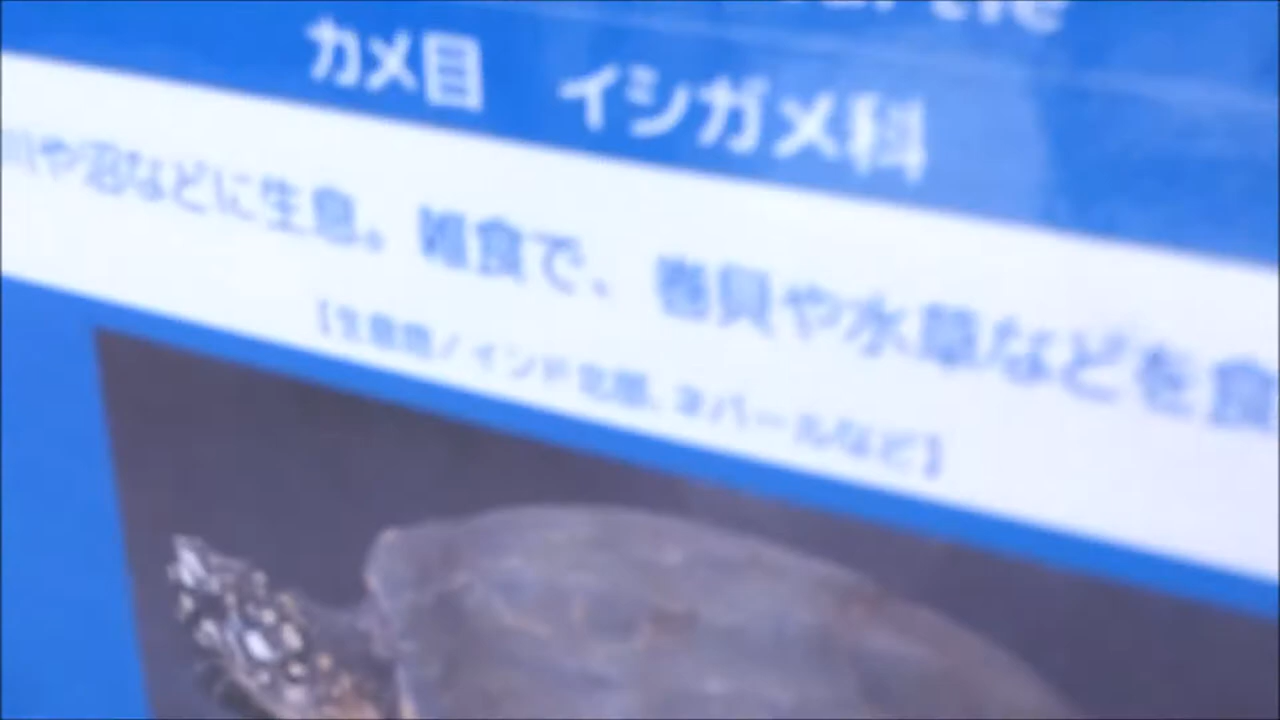 カメ目 イシガメ科
川や沼などに生息。雑食で、巻貝や水草などを食
【生息地/インド北部、ネパールなど】